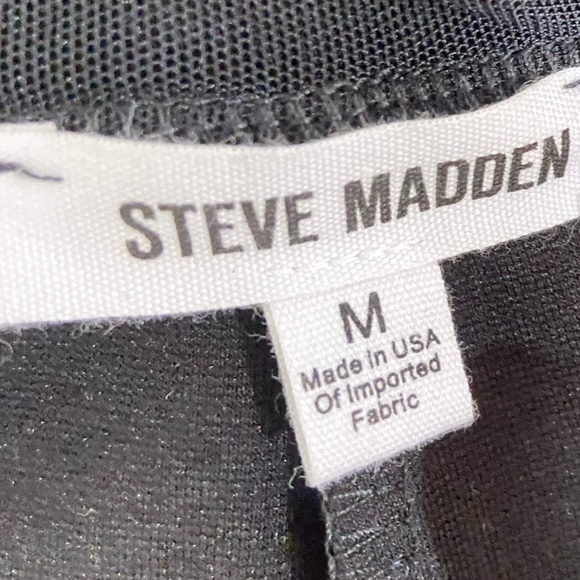 STEVE MADDEN
M
Made in USA
Of Imported
Fabric